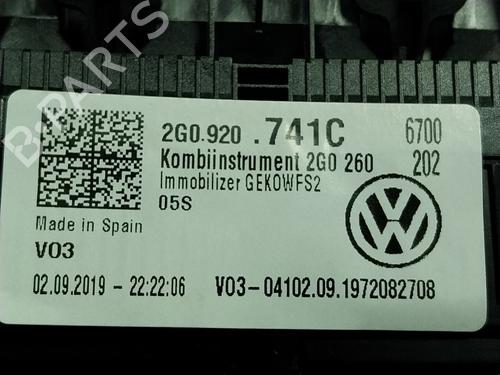 2G0.920 .741C 6700
Kombiinstrument 2G0 260 202
Immobilizer GEKOWFS2
05S
Made in Spain
V03
02.09.2019 - 22:22:06 V03-04102.09.1972082708
B-Parts